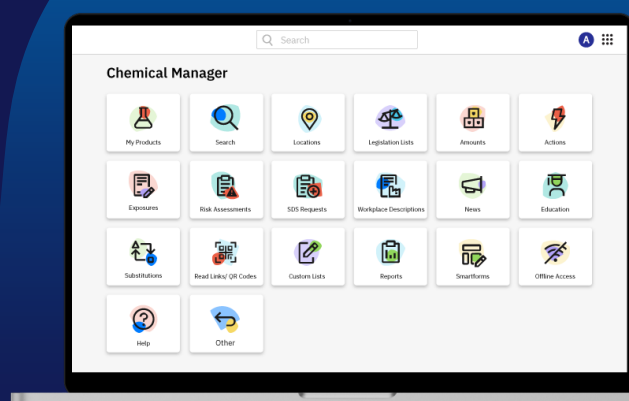 Search
A
Chemical Manager
My Products
Search
Locations
Legislation Lists
Amounts
Actions
Exposures
Risk Assessments
SDS Requests
Workplace Descriptions
News
Education
Substitutions
Read Links/ QR Codes
Custom Lists
Reports
Smartforms
Offline Access
Help
Other